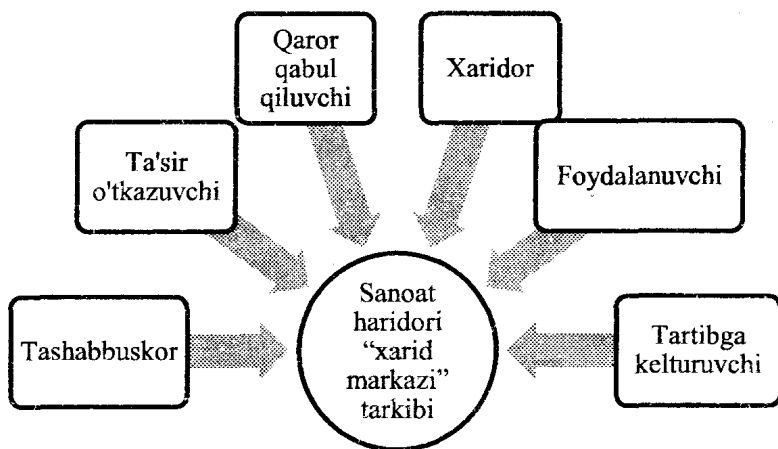 Qaror
qabul
qiluvchi
Xaridor
Ta'sir
o'tkazuvchi
Foydalanuvchi
Tashabbuskor
Sanoat
haridori
“xarid
markazi”
tarkibi
Tartibga
kelturuvchi